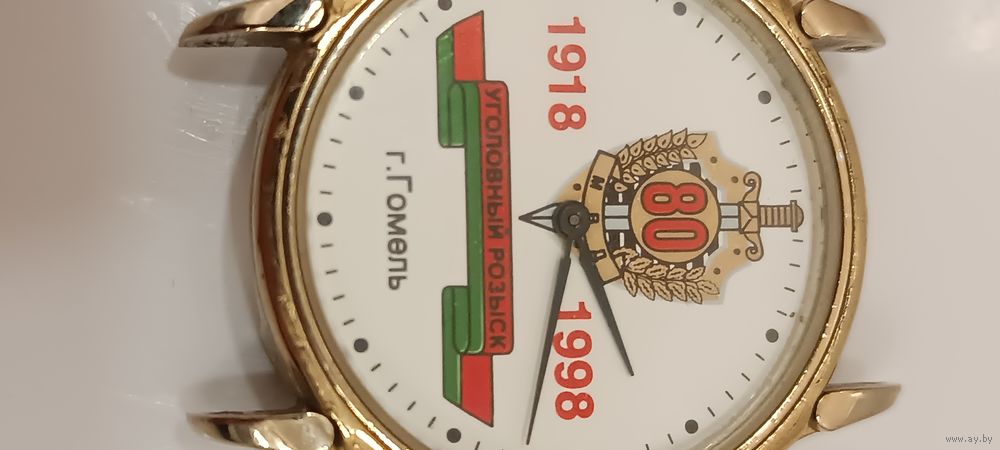 80
МВД
1918 1998
УГОЛОВНЫЙ РОЗЫСК
г.Гомель
www.ay.by